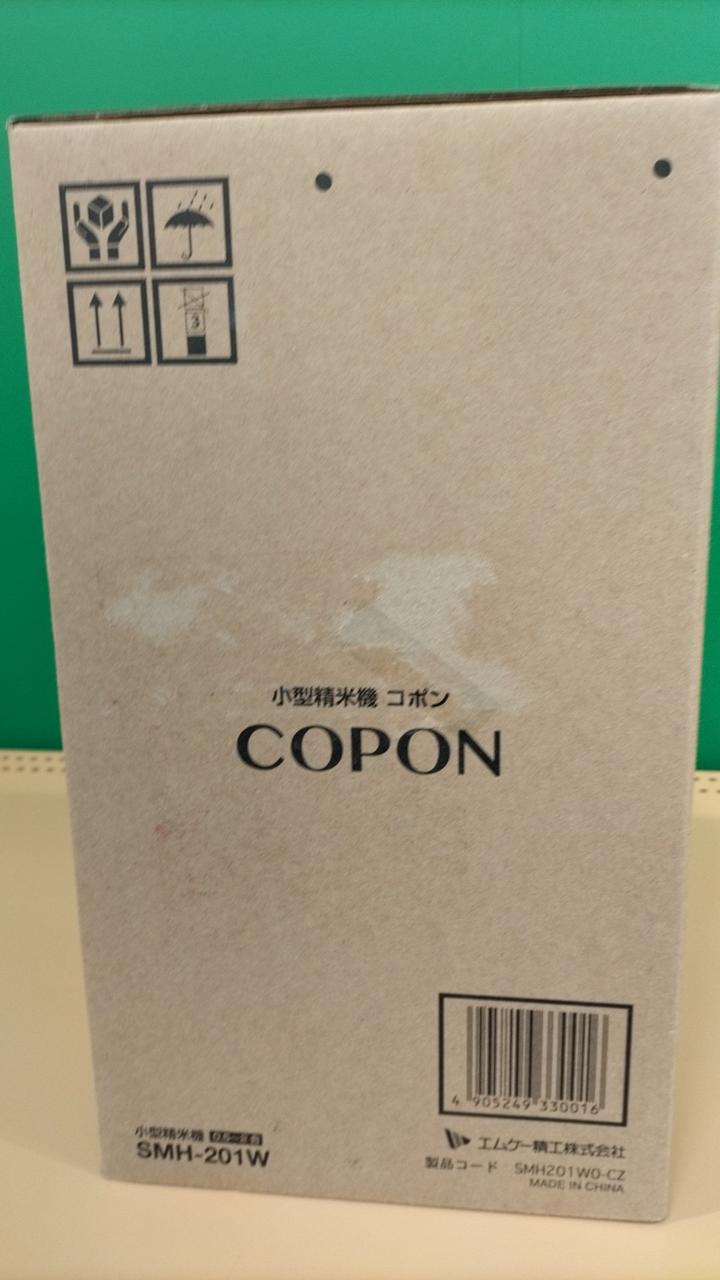 3
小型精米機 コポン
COPON
4 905249 330016
小型精米機
SMH-201W
エムケー精工株式会社
製品コード SMH201W0-CZ
MADE IN CHINA